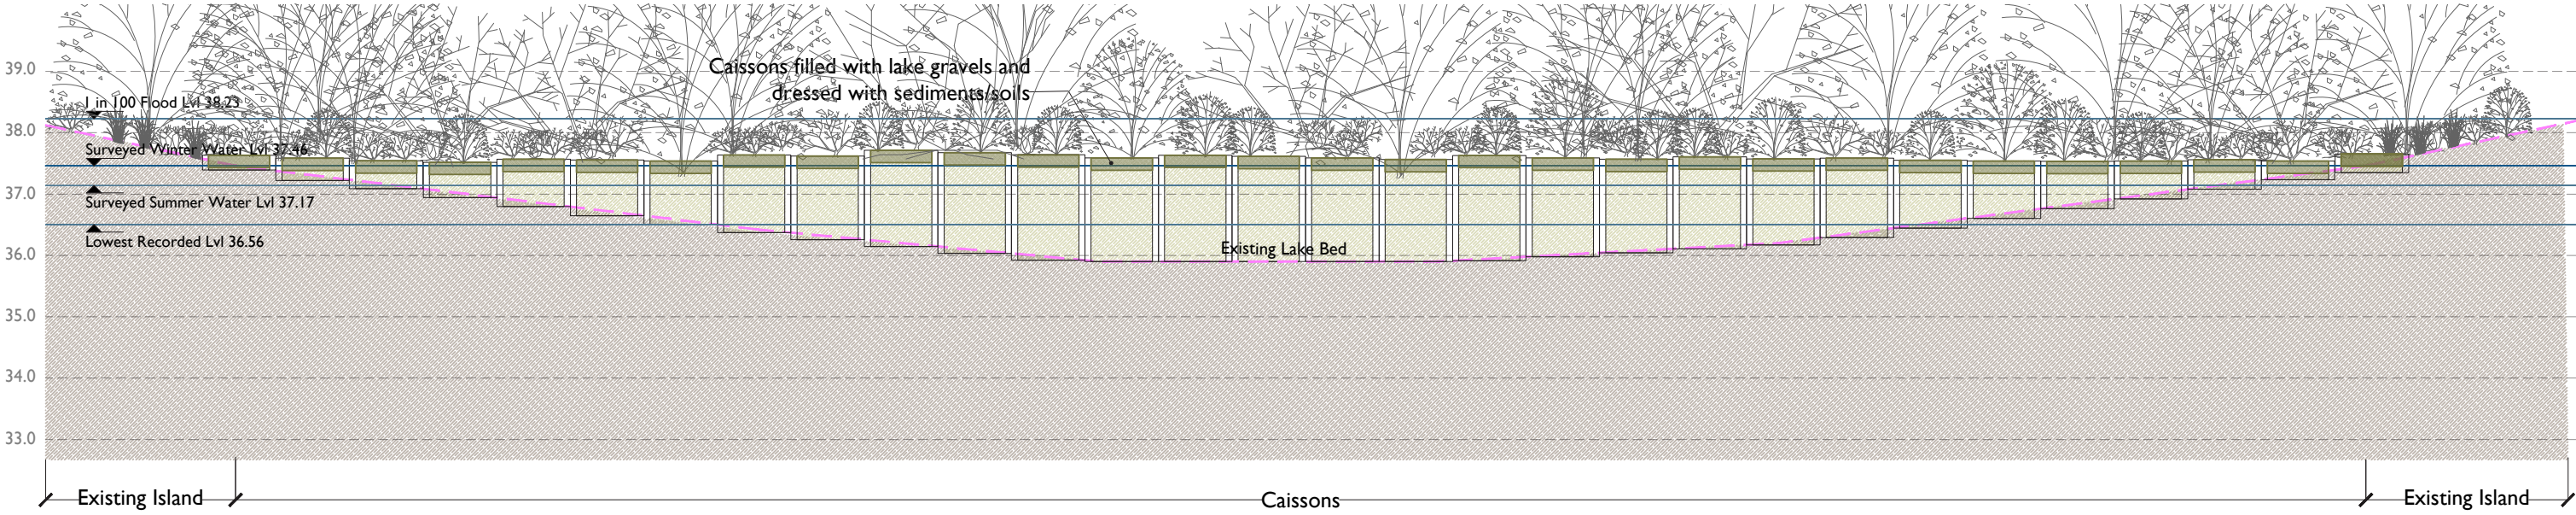 39.0
Caissons filled with lake gravels and
dressed with sediments/soils
1 in 100 Flood Lvl 38.23
38.0
Surveyed Winter Water Lvl 37.46
37.0
Surveyed Summer Water Lvl 37.17
Lowest Recorded Lvl 36.56
36.0
Existing Lake Bed
35.0
34.0
33.0
Existing Island
Caissons
Existing Island